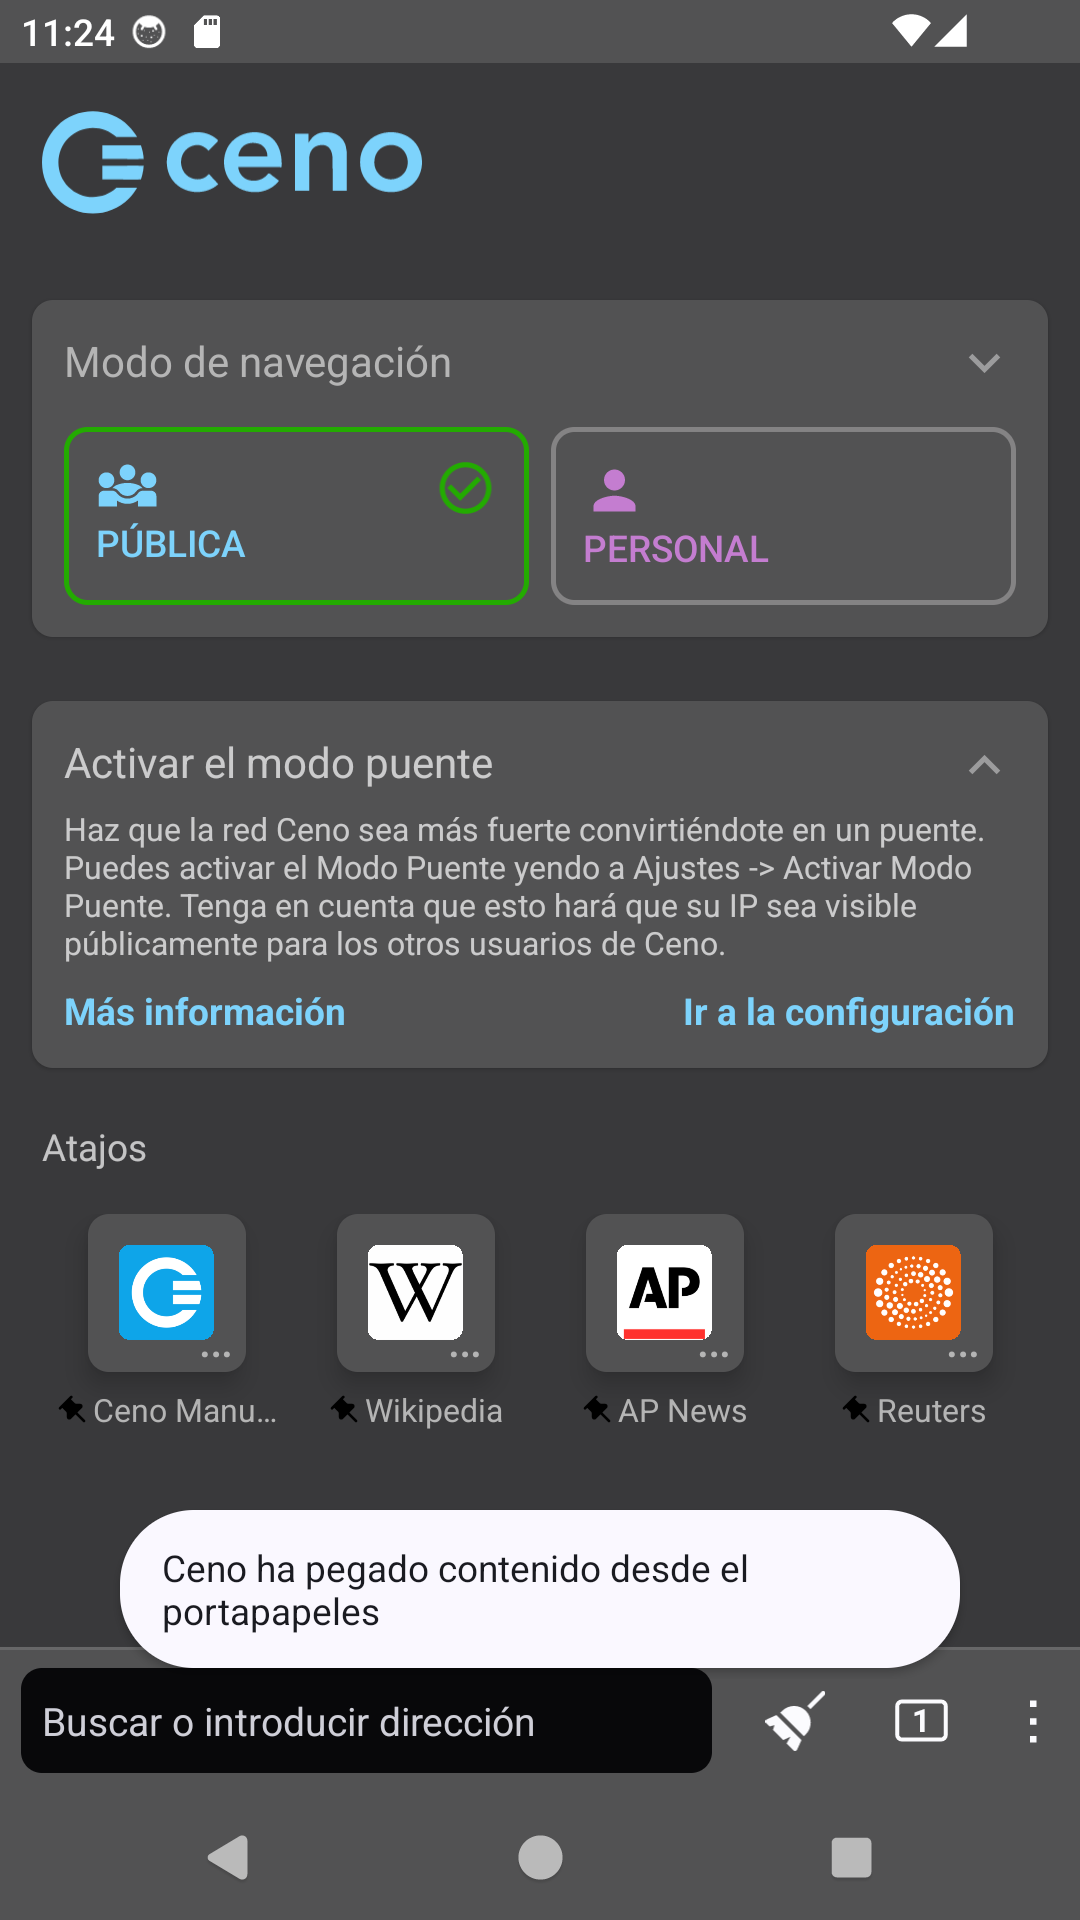 11:24
ceno
Modo de navegación
PÚBLICA
PERSONAL
Activar el modo puente
Haz que la red Ceno sea más fuerte convirtiéndote en un puente.
Puedes activar el Modo Puente yendo a Ajustes -> Activar Modo
Puente. Tenga en cuenta que esto hará que su IP sea visible
públicamente para los otros usuarios de Ceno.
Más información
Ir a la configuración
Atajos
W
AP
Ceno Manu...
Wikipedia
AP News
Reuters
Ceno ha pegado contenido desde el
portapapeles
Buscar o introducir dirección
1